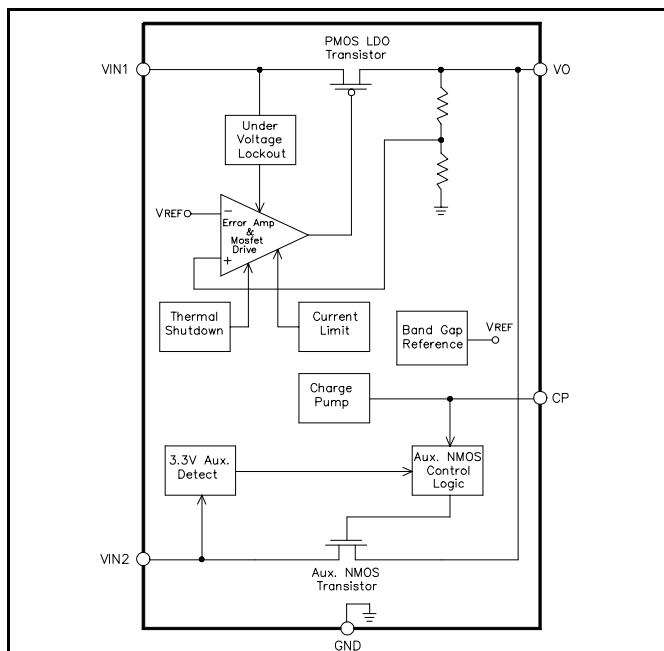 PMOS LDO
Transistor
VIN1
VO
Under
Voltage
Lockout
VREF
−
Error Amp
&
Mosfet
Drive
+
Thermal
Shutdown
Current
Limit
Band Gap
Reference
VREF
Charge
Pump
CP
3.3V Aux.
Detect
Aux. NMOS
Control
Logic
VIN2
Aux. NMOS
Transistor
GND